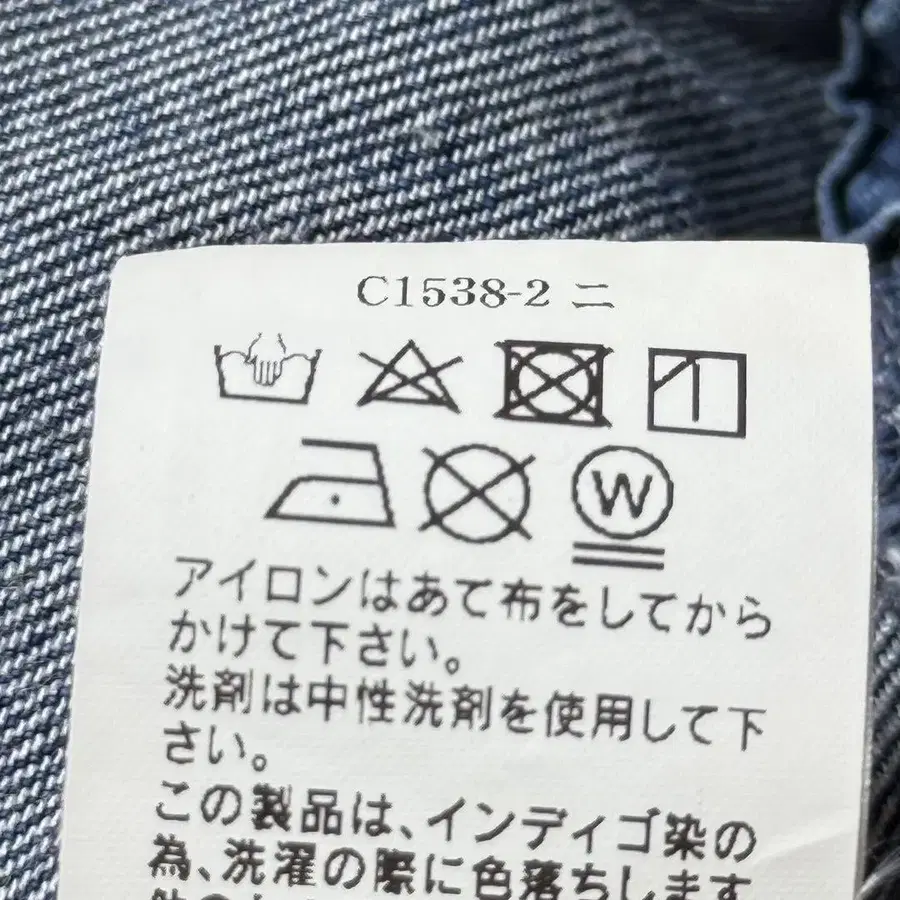 C1538-2 ニ
W
アイロンはあて布をしてから
かけて下さい。
洗剤は中性洗剤を使用して下
さい。
この製品は、インディゴ染の
為、洗濯の際に色落ちします